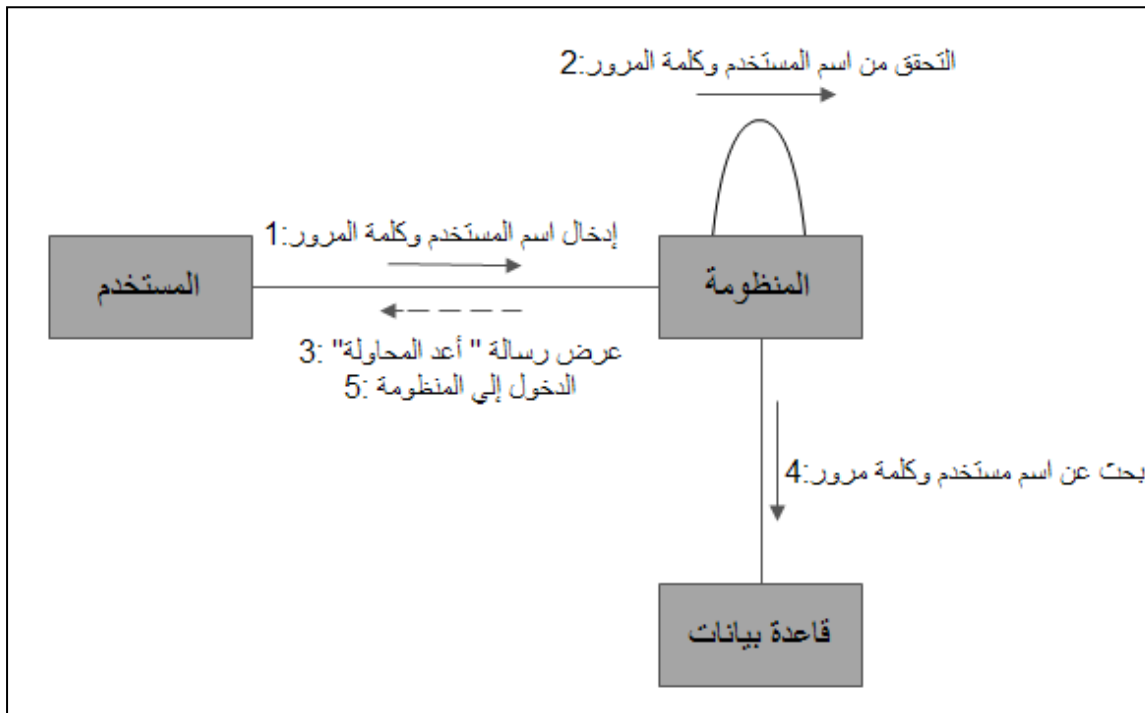 2:التحقق من اسم المستخدم وكلمة المرور
1:إدخال اسم المستخدم وكلمة المرور
المستخدم
المنظومة
3: عرض رسالة " أعد المحاولة"
5: الدخول إلي المنظومة
4:بحث عن اسم مستخدم وكلمة مرور
قاعدة بيانات